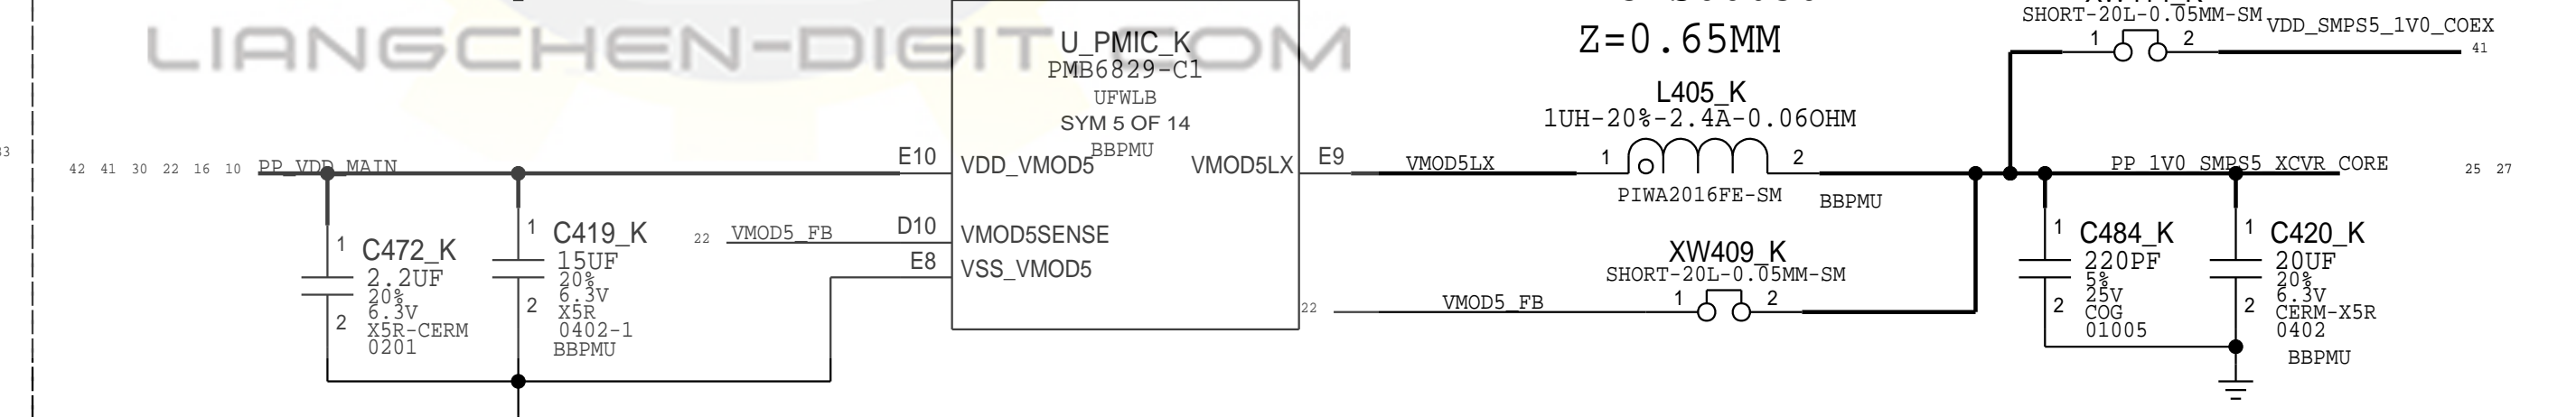 SHORT-20L-0.05MM-SM
VDD_SMPS5_1V0_COEX
1
2
41
LIANGCHEN-DIGIT.COM
U_PMIC_K
PMB6829-C1
UFWLB
SYM 5 OF 14
BBPMU
Z=0.65MM
L405_K
1UH-20%-2.4A-0.06OHM
33
42 41 30 22 16 10
PP_VDD_MAIN
E10
VDD_VMOD5
VMOD5LX
E9
VMOD5LX
1
2
PIWA2016FE-SM
BBPMU
PP_1V0_SMPS5_XCVR_CORE
25 27
22
VMOD5_FB
D10
VMOD5SENSE
E8
VSS_VMOD5
1
C472_K
2.2UF
20%
6.3V
2
X5R-CERM
0201
1
C419_K
15UF
20%
6.3V
2
X5R
0402-1
BBPMU
XW409_K
SHORT-20L-0.05MM-SM
22
VMOD5_FB
1
2
1
C484_K
220PF
5%
25V
2
COG
01005
1
C420_K
20UF
20%
6.3V
2
CERM-X5R
0402
BBPMU